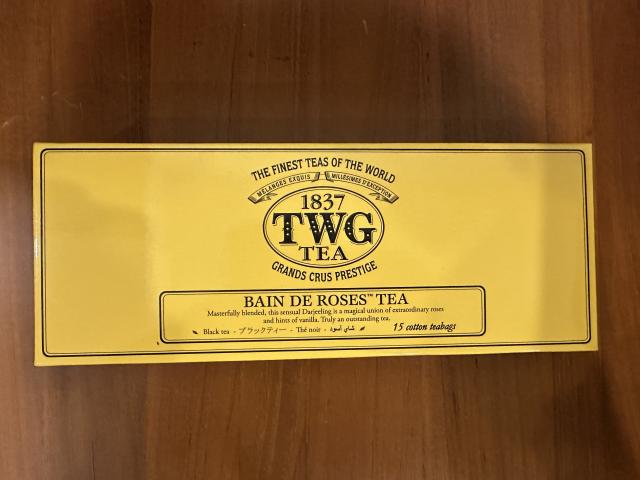 THE FINEST TEAS OF THE WORLD
MÉLANGES EXQUIS MILLÉSIMES D'EXCEPTION
1837
TWG
TEA
GRANDS CRUS PRESTIGE
BAIN DE ROSES™ TEA
Masterfully blended, this sensual Darjeeling is a magical union of extraordinary roses
and hints of vanilla. Truly an outstanding tea.
Black tea - ブラックティー - Thé noir - شاي أسود
15 cotton teabags